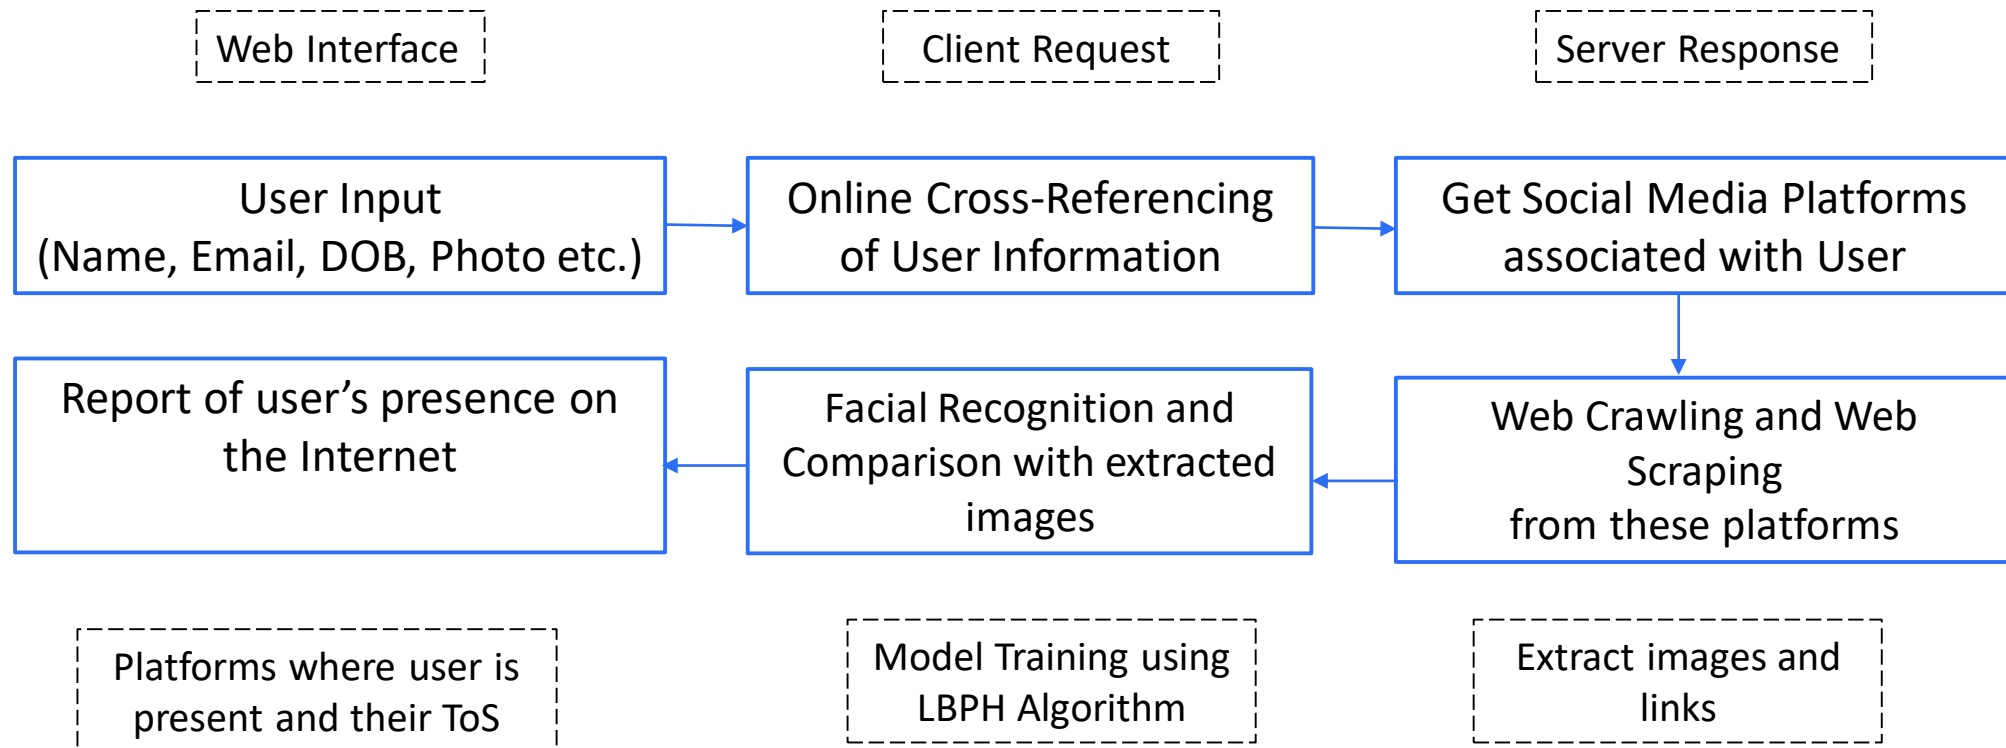 Web Interface
Client Request
Server Response
User Input
(Name, Email, DOB, Photo etc.)
Online Cross-Referencing
of User Information
Get Social Media Platforms
associated with User
Report of user’s presence on
the Internet
Facial Recognition and
Comparison with extracted
images
Web Crawling and Web
Scraping
from these platforms
Platforms where user is
present and their ToS
Model Training using
LBPH Algorithm
Extract images and
links